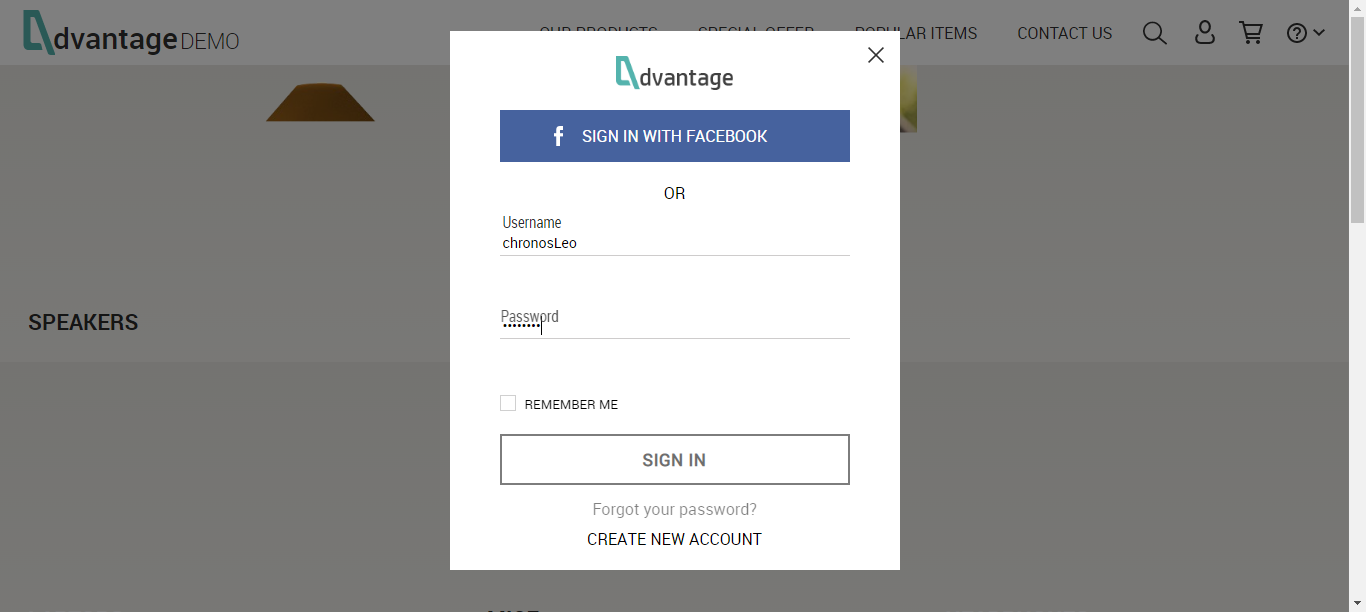 dvantage DEMO
OUR PRODUCTS SPECIAL OFFER POPULAR ITEMS CONTACT US
dvantage
SIGN IN WITH FACEBOOK
OR
Username
chronosLeo
Password
SPEAKERS
REMEMBER ME
SIGN IN
Forgot your password?
CREATE NEW ACCOUNT